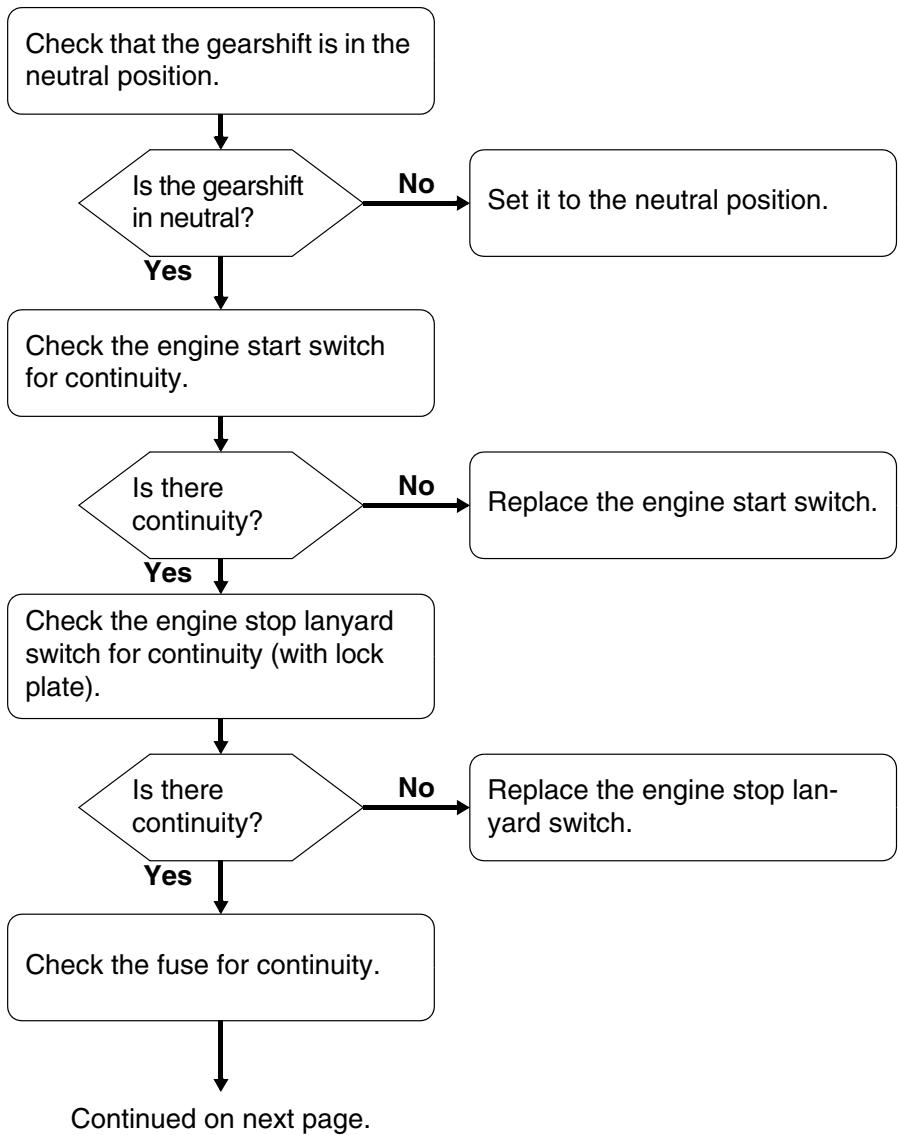 Check that the gearshift is in the
neutral position.
Is the gearshift
in neutral?
No
Set it to the neutral position.
Yes
Check the engine start switch
for continuity.
Is there
continuity?
No
Replace the engine start switch.
Yes
Check the engine stop lanyard
switch for continuity (with lock
plate).
Is there
continuity?
No
Replace the engine stop lan-
yard switch.
Yes
Check the fuse for continuity.
Continued on next page.